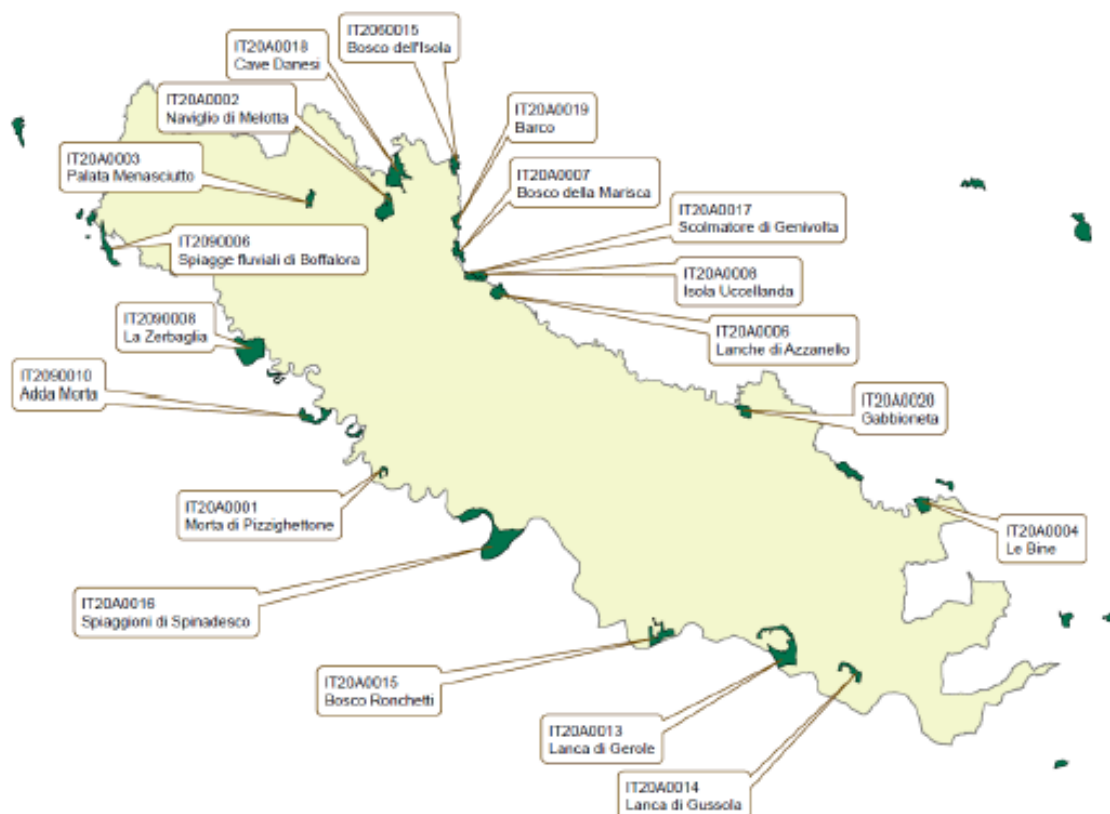 IT2060015
Bosco dell'Isola
IT20A0018
Cave Danesi
IT20A0002
Naviglio di Melotta
IT20A0019
Barco
IT20A0003
Palata Menasciutto
IT20A0007
Bosco della Marisca
IT20A0017
Scolmatore di Genivolta
IT2090006
Spiagge fluviali di Boffalora
IT20A0008
Isola Uccellanda
IT2090008
La Zerbaglia
IT20A0006
Lanche di Azzanello
IT2090010
Adda Morta
IT20A0020
Gabbioneta
IT20A0001
Morta di Pizzighettone
IT20A0004
Le Bine
IT20A0016
Spiaggioni di Spinadesco
IT20A0015
Bosco Ronchetti
IT20A0013
Lanca di Gerole
IT20A0014
Lanca di Gussola